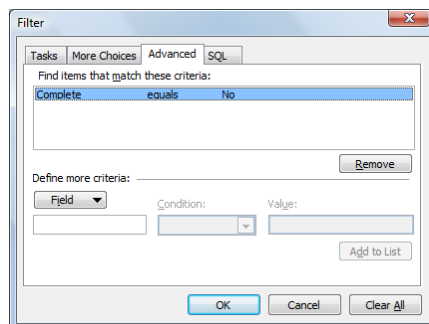 Filter
Tasks More Choices Advanced SQL
Find items that match these criteria:
Complete equals No
Remove
Define more criteria:
Field Condition: Value:
Add to List
OK Cancel Clear All